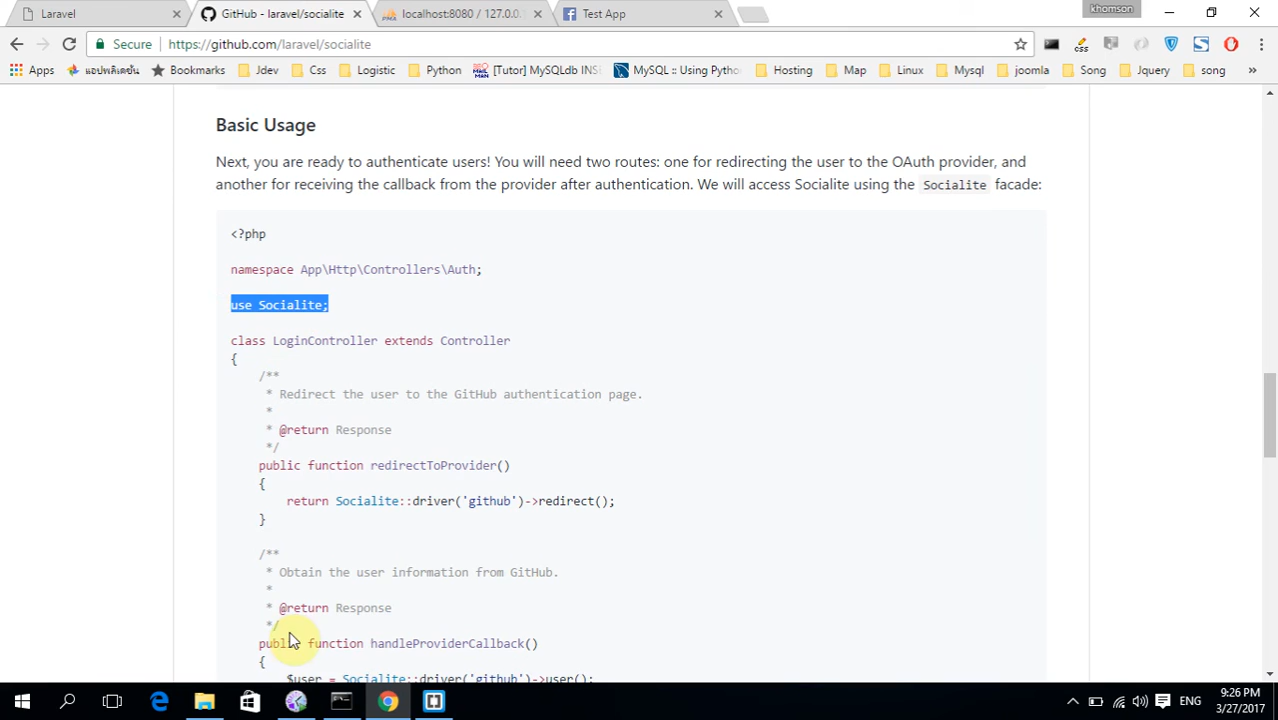 Laravel
GitHub - laravel/socialite
localhost:8080 / 127.0.0.1
Test App
khomson
Secure
https://github.com/laravel/socialite
Apps
แอปพลิเคชัน
Bookmarks
Jdev
Css
Logistic
Python
[Tutor] MySQLdb INS
MySQL :: Using Pytho
Hosting
Map
Linux
Mysql
joomla
Song
Jquery
song
Basic Usage
Next, you are ready to authenticate users! You will need two routes: one for redirecting the user to the OAuth provider, and
another for receiving the callback from the provider after authentication. We will access Socialite using the Socialite facade:
<?php
namespace App\Http\Controllers\Auth;
use Socialite;
class LoginController extends Controller
{
/**
* Redirect the user to the GitHub authentication page.
*
* @return Response
*/
public function redirectToProvider()
{
return Socialite::driver('github')->redirect();
}
/**
* Obtain the user information from GitHub.
*
* @return Response
*/
public function handleProviderCallback()
{
$user = Socialite::driver('github')->user();
ENG
9:26 PM
3/27/2017